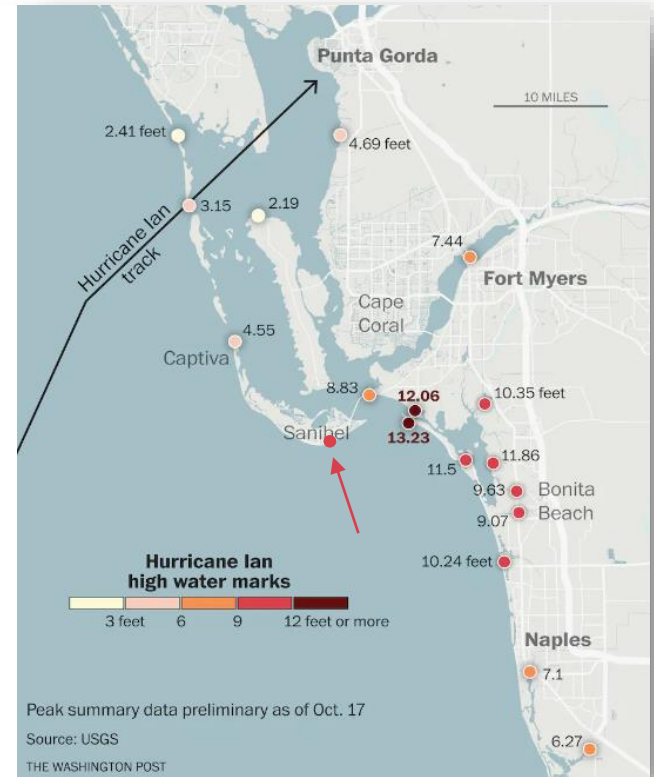 Punta Gorda
10 MILES
2.41 feet
4.69 feet
3.15
2.19
Hurricane Ian
track
7.44
Fort Myers
Cape
Coral
4.55
Captiva
8.83
12.06
10.35 feet
Sanibel
13.23
11.5
11.86
9.63
Bonita
Beach
9.07
10.24 feet
Hurricane Ian
high water marks
3 feet 6 9 12 feet or more
Naples
7.1
Peak summary data preliminary as of Oct. 17
Source: USGS
6.27
THE WASHINGTON POST